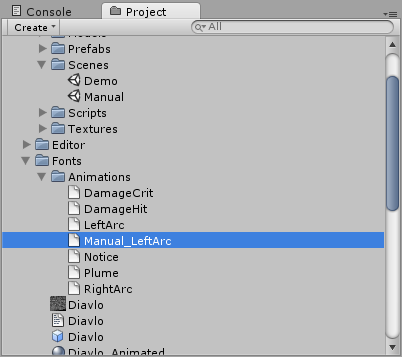 Console Project
Create All
Models
Prefabs
Scenes
Demo
Manual
Scripts
Textures
Editor
Fonts
Animations
DamageCrit
DamageHit
LeftArc
Manual_LeftArc
Notice
Plume
RightArc
Diavlo
Diavlo
Diavlo
Diavlo_Animated